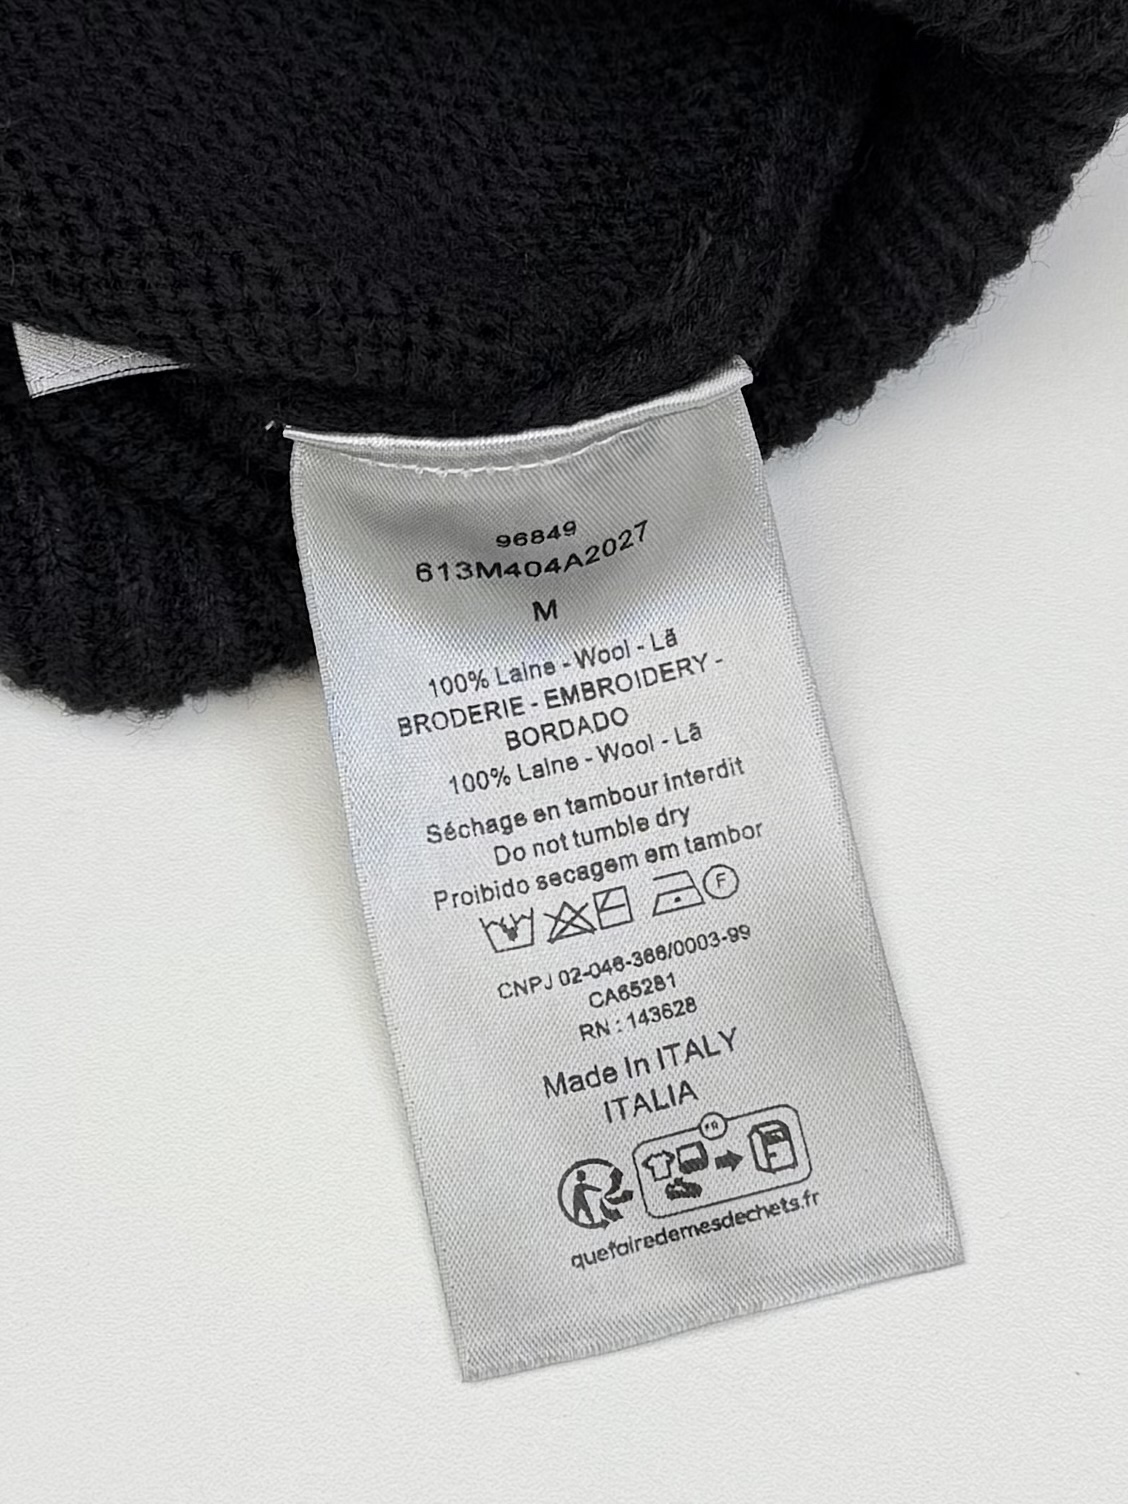 96849
613M404A2027
M
100% Laine - Wool - Lã
BRODERIE - EMBROIDERY -
BORDADO
100% Laine - Wool - Lã
Séchage en tambour interdit
Do not tumble dry
Proibido secagem em tambor
F
CNPJ 02-046-366/0003-99
CA65281
RN : 143628
Made In ITALY
ITALIA
FR
quefairedemesdechets.fr